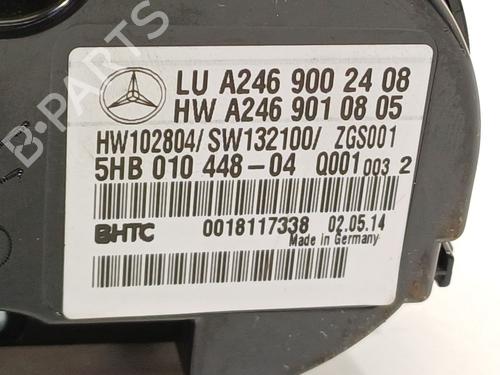 B-PARTS
LU A246 900 24 08
HW A246 901 08 05
HW102804/SW132100/ ZGS001
5HB 010 448-04 Q001 003 2
BHTC 0018117338 02.05.14
Made in Germany